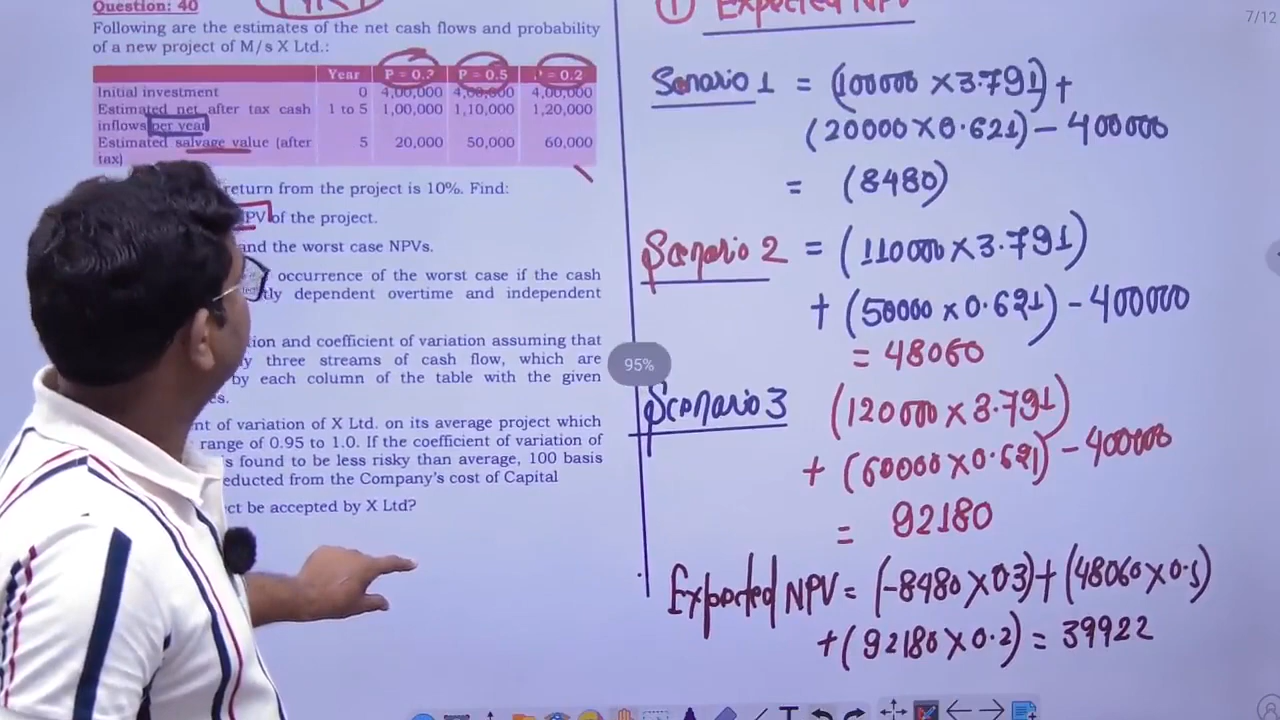 Question: 40
Following are the estimates of the net cash flows and probability
of a new project of M/s X Ltd.:
Year P = 0.3 P = 0.5 P = 0.2
Initial investment 0 4,00,000 4,00,000 4,00,000
Estimated net after tax cash 1 to 5 1,00,000 1,10,000 1,20,000
inflows per year
Estimated salvage value (after 5 20,000 50,000 60,000
tax)
return from the project is 10%. Find:
NPV of the project.
and the worst case NPVs.
occurrence of the worst case if the cash
dependent overtime and independent
and coefficient of variation assuming that
three streams of cash flow, which are
by each column of the table with the given
of variation of X Ltd. on its average project which
range of 0.95 to 1.0. If the coefficient of variation of
found to be less risky than average, 100 basis
from the Company's cost of Capital
be accepted by X Ltd?
① Expected NPV
7/12
Senario 1 = (100000 × 3.791) +
(20000 × 0.621) - 400000
= (8480)
Scenario 2 = (110000 × 3.791)
+ (50000 × 0.621) - 400000
= 48060
95%
Scenario 3 (120000 × 3.791)
+ (60000 × 0.621) - 400000
= 92180
Expected NPV = (-8480 × 03) + (48060 × 0.5)
+ (92180 × 0.2) = 39922